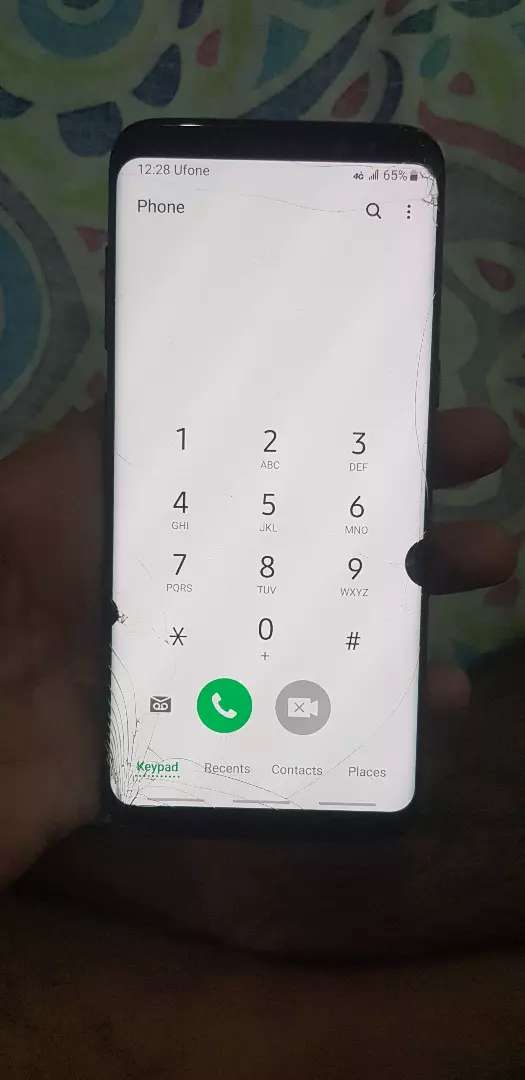 12:28 Ufone 4G 65%
Phone
1 2 3
ABC DEF
4 5 6
GHI JKL MNO
7 8 9
PQRS TUV WXYZ
* 0 #
+
Keypad Recents Contacts Places